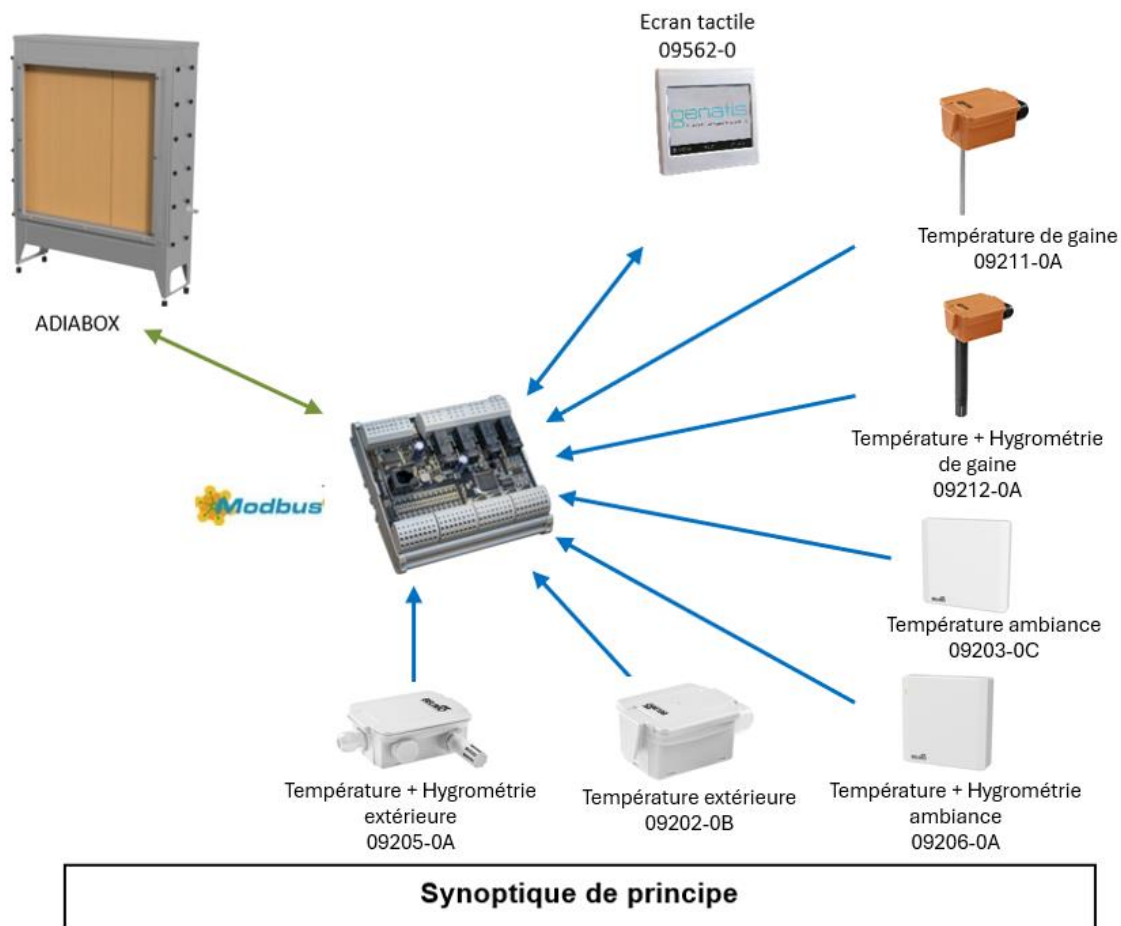 Ecran tactile
09562-0
genatis
Température de gaine
09211-0A
ADIABOX
Température + Hygrométrie
de gaine
09212-0A
Modbus
Température ambiance
09203-0C
Température + Hygrométrie
extérieure
09205-0A
Température extérieure
09202-0B
Température + Hygrométrie
ambiance
09206-0A
Synoptique de principe